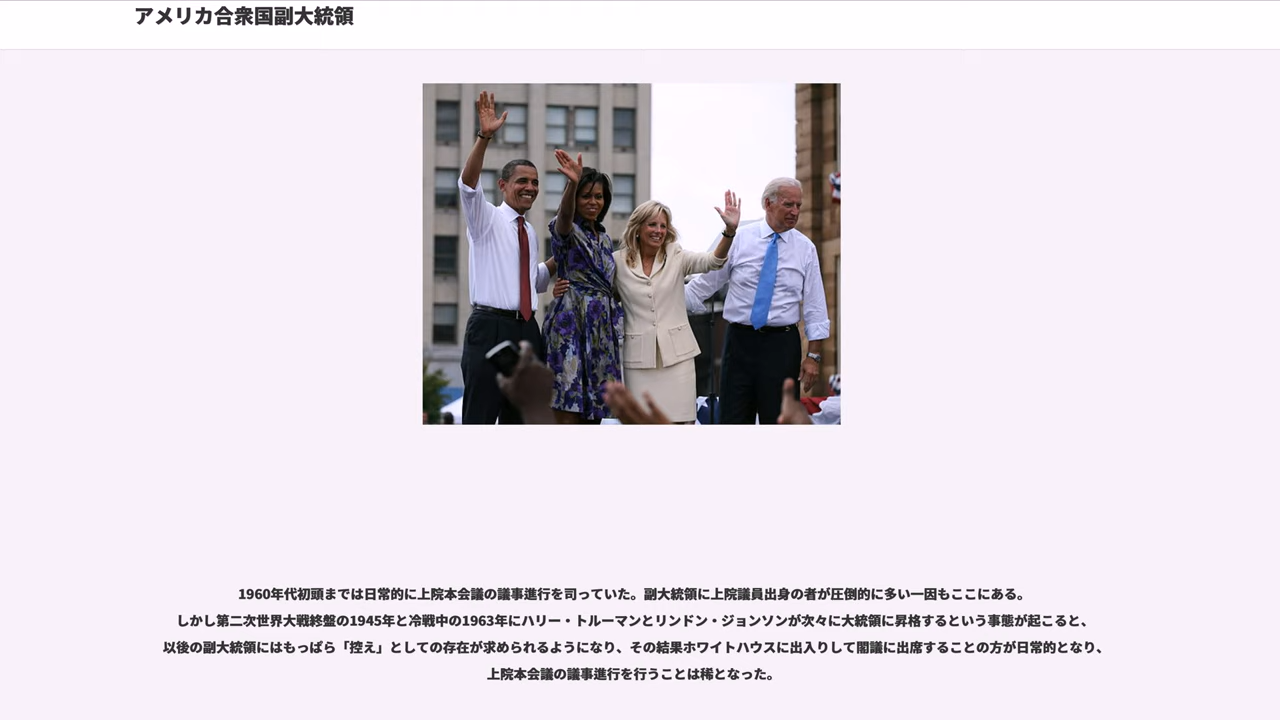 アメリカ合衆国副大統領
1960年代初頭までは日常的に上院本会議の議事進行を司っていた。副大統領に上院議員出身の者が圧倒的に多い一因もここにある。
しかし第二次世界大戦終盤の1945年と冷戦中の1963年にハリー・トルーマンとリンドン・ジョンソンが次々に大統領に昇格するという事態が起こると、
以後の副大統領にはもっぱら「控え」としての存在が求められるようになり、その結果ホワイトハウスに出入りして閣議に出席することの方が日常的となり、
上院本会議の議事進行を行うことは稀となった。